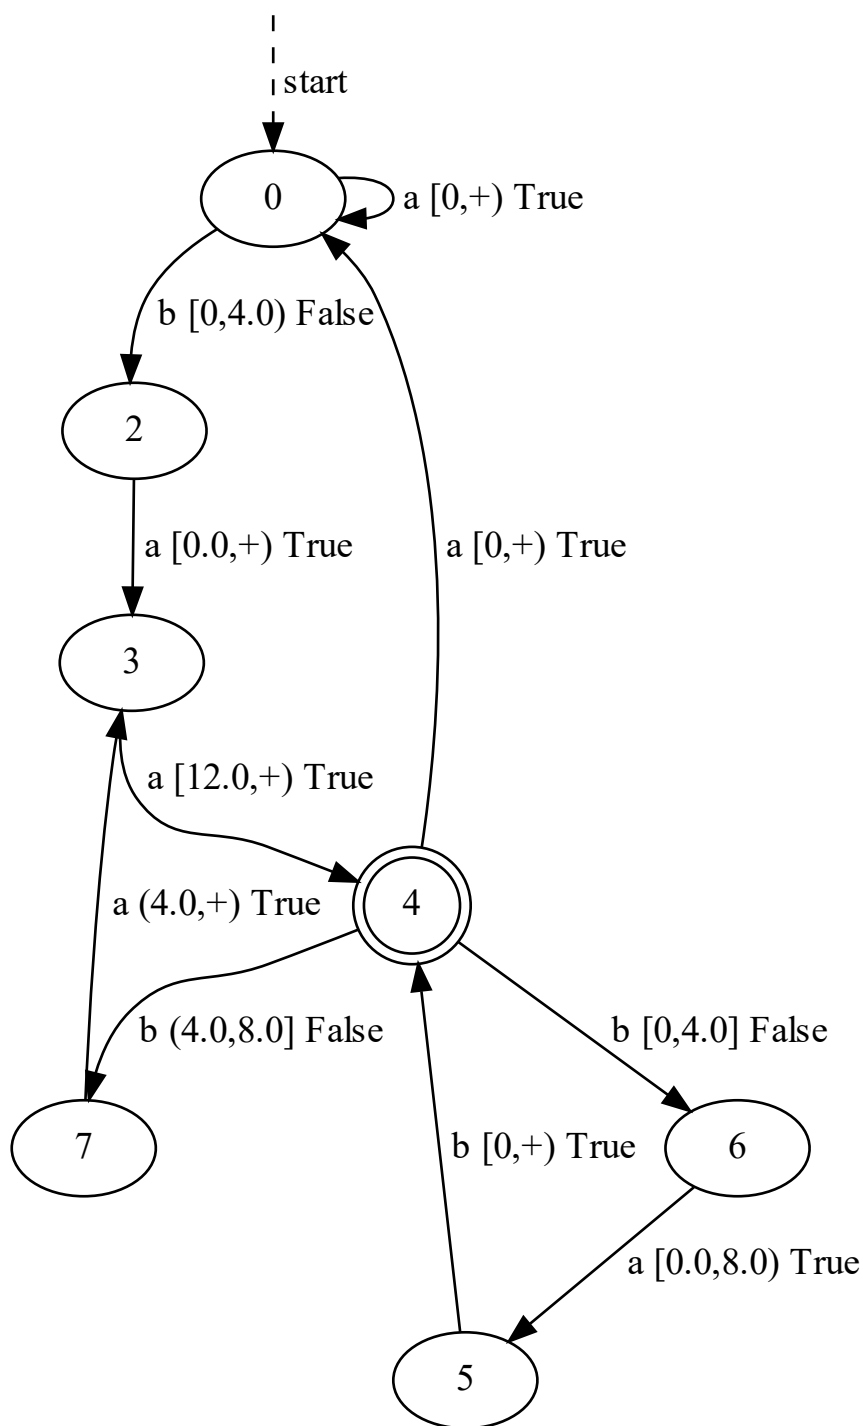 start
0
a [0,+) True
b [0,4.0) False
2
a [0.0,+) True
a [0,+) True
3
a [12.0,+) True
4
a (4.0,+) True
b (4.0,8.0] False
b [0,4.0] False
7
b [0,+) True
6
a [0.0,8.0) True
5